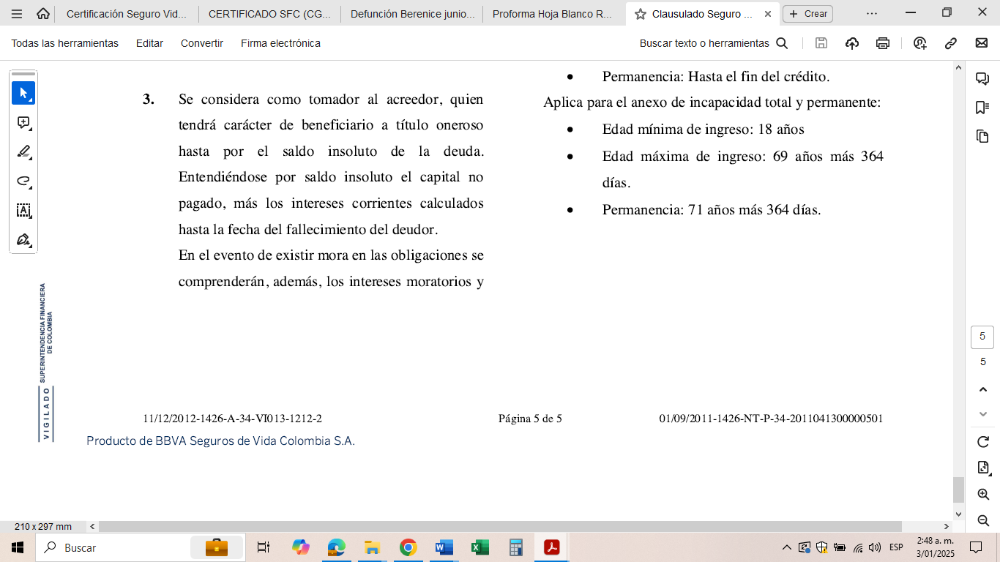 Certificación Seguro Vid...
CERTIFICADO SFC (CG...
Defunción Berenice junio...
Proforma Hoja Blanco R...
Clausulado Seguro ...
Crear
Todas las herramientas
Editar
Convertir
Firma electrónica
Buscar texto o herramientas
3. Se considera como tomador al acreedor, quien
tendrá carácter de beneficiario a título oneroso
hasta por el saldo insoluto de la deuda.
Entendiéndose por saldo insoluto el capital no
pagado, más los intereses corrientes calculados
hasta la fecha del fallecimiento del deudor.
En el evento de existir mora en las obligaciones se
comprenderán, además, los intereses moratorios y
• Permanencia: Hasta el fin del crédito.
Aplica para el anexo de incapacidad total y permanente:
• Edad mínima de ingreso: 18 años
• Edad máxima de ingreso: 69 años más 364
días.
• Permanencia: 71 años más 364 días.
VIGILADO
SUPERINTENDENCIA FINANCIERA
DE COLOMBIA
11/12/2012-1426-A-34-VI013-1212-2
Página 5 de 5
01/09/2011-1426-NT-P-34-2011041300000501
Producto de BBVA Seguros de Vida Colombia S.A.
5
5
210 x 297 mm
Buscar
ESP
2:48 a. m.
3/01/2025